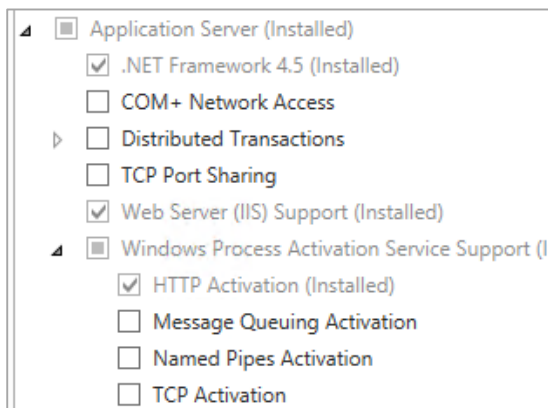 Application Server (Installed)
.NET Framework 4.5 (Installed)
COM+ Network Access
Distributed Transactions
TCP Port Sharing
Web Server (IIS) Support (Installed)
Windows Process Activation Service Support (I
HTTP Activation (Installed)
Message Queuing Activation
Named Pipes Activation
TCP Activation